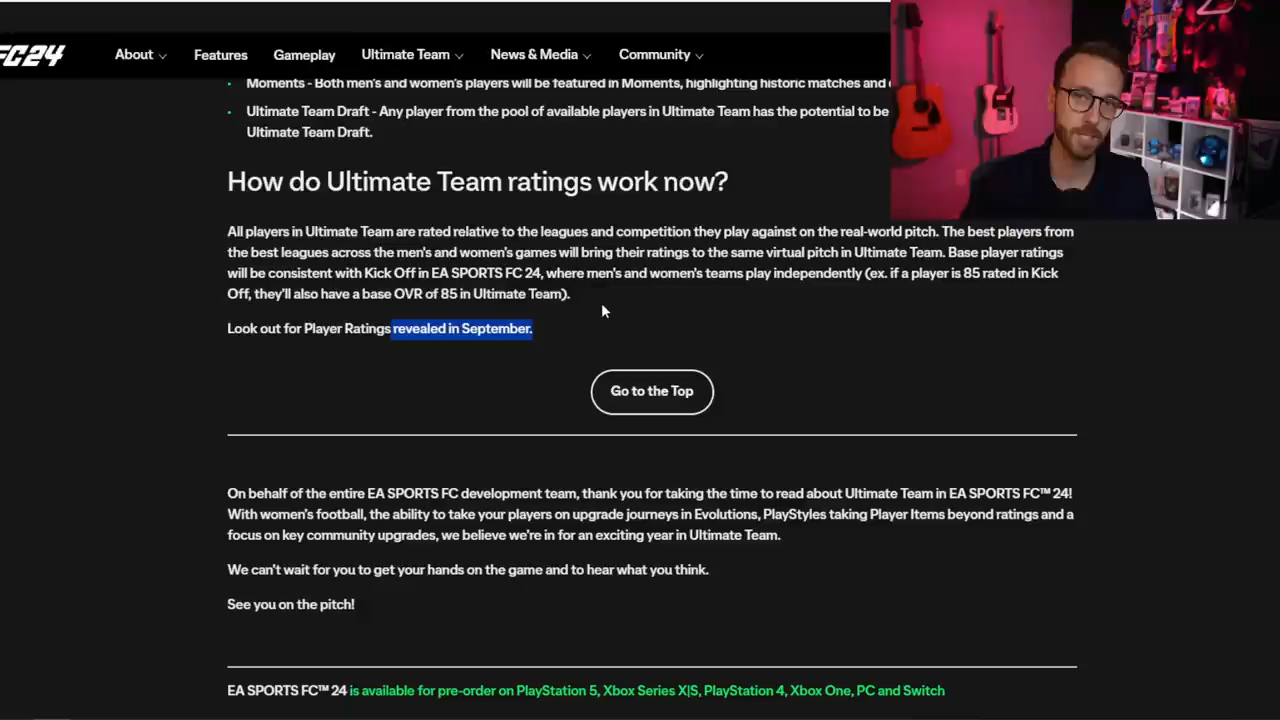 FC24
About
Features
Gameplay
Ultimate Team
News & Media
Community
Moments - Both men's and women's players will be featured in Moments, highlighting historic matches and
Ultimate Team Draft - Any player from the pool of available players in Ultimate Team has the potential to be
Ultimate Team Draft.
How do Ultimate Team ratings work now?
All players in Ultimate Team are rated relative to the leagues and competition they play against on the real-world pitch. The best players from
the best leagues across the men's and women's games will bring their ratings to the same virtual pitch in Ultimate Team. Base player ratings
will be consistent with Kick Off in EA SPORTS FC 24, where men's and women's teams play independently (ex. if a player is 85 rated in Kick
Off, they'll also have a base OVR of 85 in Ultimate Team).
Look out for Player Ratings revealed in September.
Go to the Top
On behalf of the entire EA SPORTS FC development team, thank you for taking the time to read about Ultimate Team in EA SPORTS FC™ 24!
With women's football, the ability to take your players on upgrade journeys in Evolutions, PlayStyles taking Player Items beyond ratings and a
focus on key community upgrades, we believe we're in for an exciting year in Ultimate Team.
We can't wait for you to get your hands on the game and to hear what you think.
See you on the pitch!
EA SPORTS FC™ 24 is available for pre-order on PlayStation 5, Xbox Series X|S, PlayStation 4, Xbox One, PC and Switch